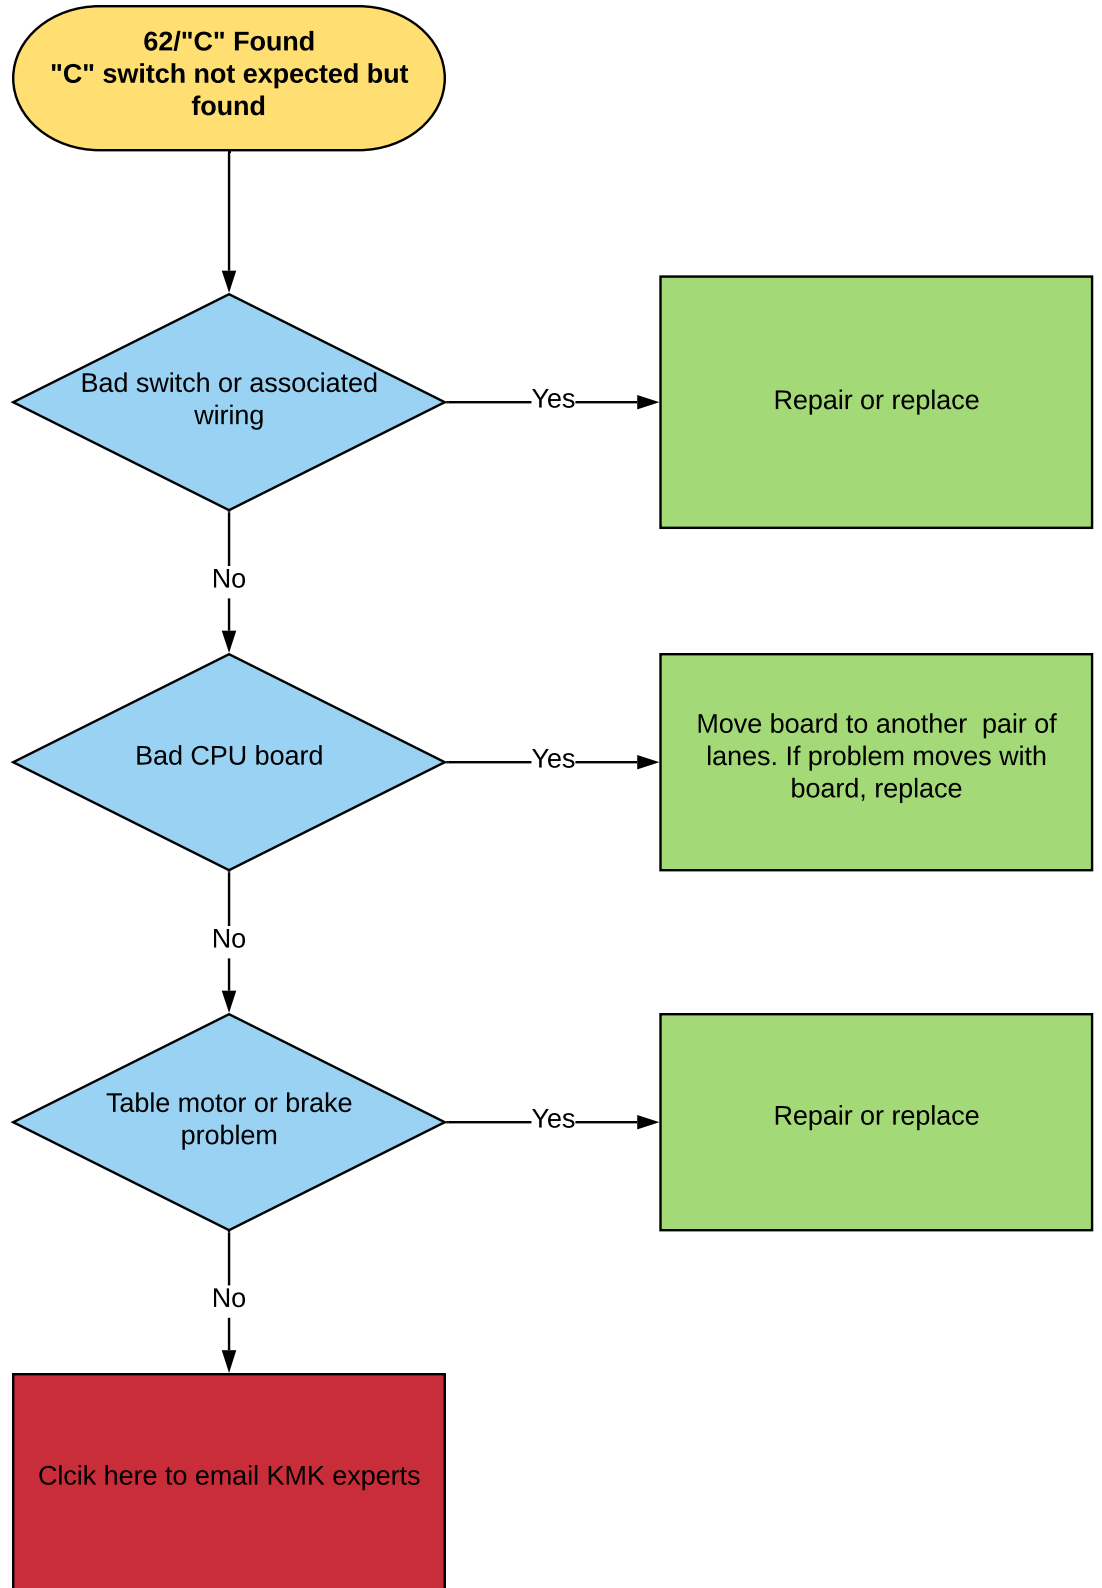 62/"C" Found
"C" switch not expected but
found
Bad switch or associated
wiring
Yes
Repair or replace
No
Bad CPU board
Yes
Move board to another  pair of
lanes. If problem moves with
board, replace
No
Table motor or brake
problem
Yes
Repair or replace
No
Clcik here to email KMK experts